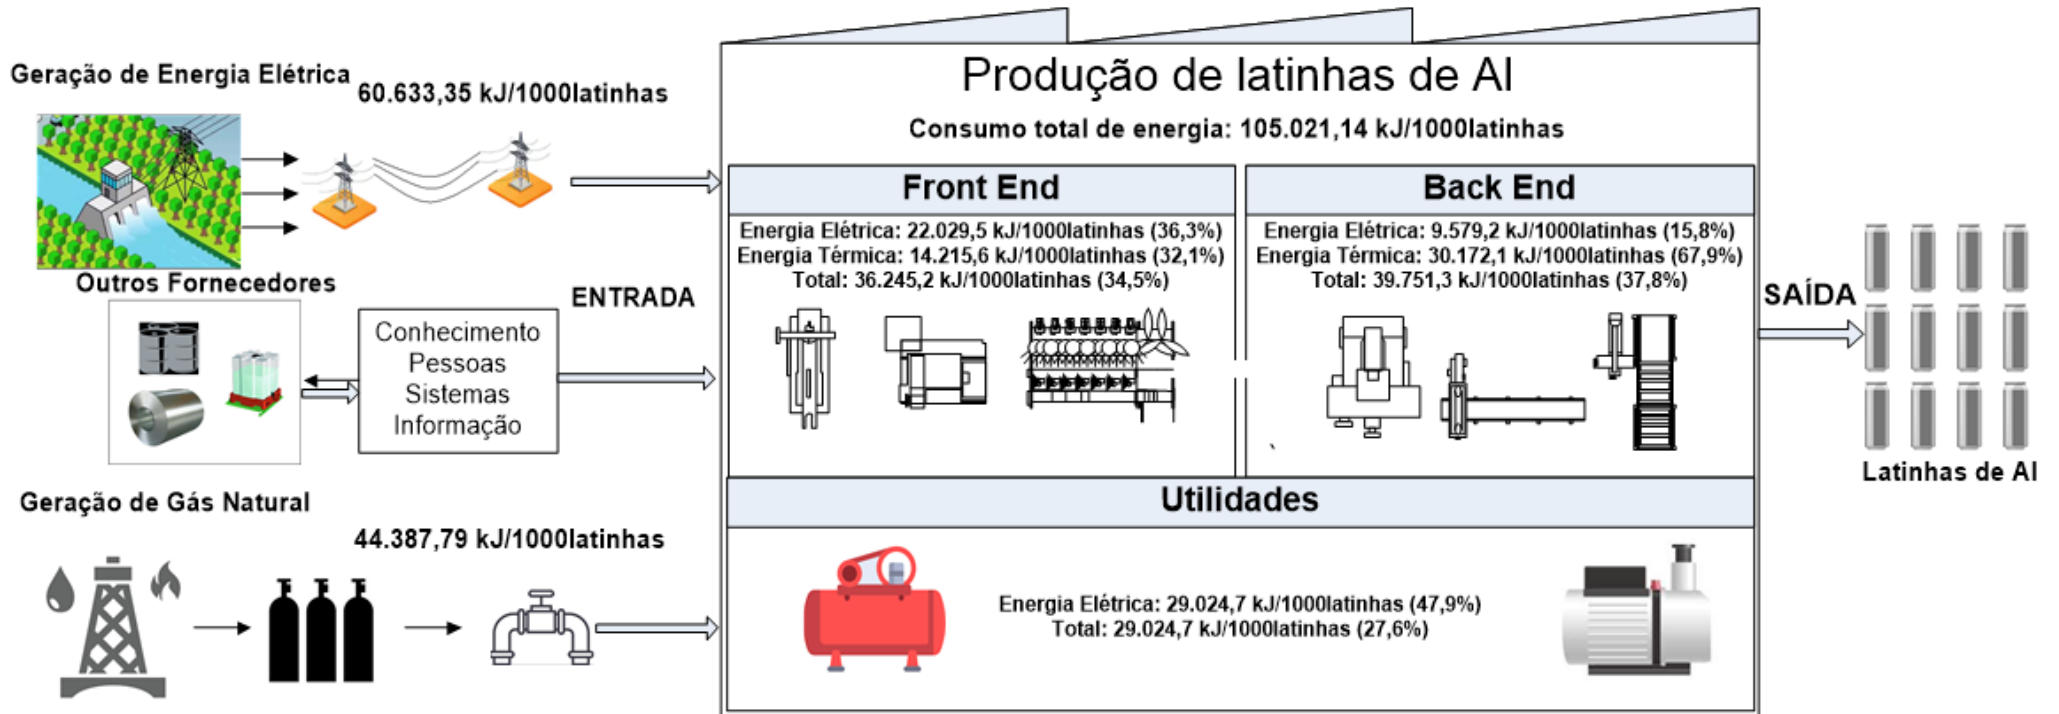 Geração de Energia Elétrica
60.633,35 kJ/1000latinhas
Outros Fornecedores
Conhecimento
Pessoas
Sistemas
Informação
ENTRADA
Geração de Gás Natural
44.387,79 kJ/1000latinhas
Produção de latinhas de Al
Consumo total de energia: 105.021,14 kJ/1000latinhas
Front End
Energia Elétrica: 22.029,5 kJ/1000latinhas (36,3%)
Energia Térmica: 14.215,6 kJ/1000latinhas (32,1%)
Total: 36.245,2 kJ/1000latinhas (34,5%)
Back End
Energia Elétrica: 9.579,2 kJ/1000latinhas (15,8%)
Energia Térmica: 30.172,1 kJ/1000latinhas (67,9%)
Total: 39.751,3 kJ/1000latinhas (37,8%)
Utilidades
Energia Elétrica: 29.024,7 kJ/1000latinhas (47,9%)
Total: 29.024,7 kJ/1000latinhas (27,6%)
SAÍDA
Latinhas de Al